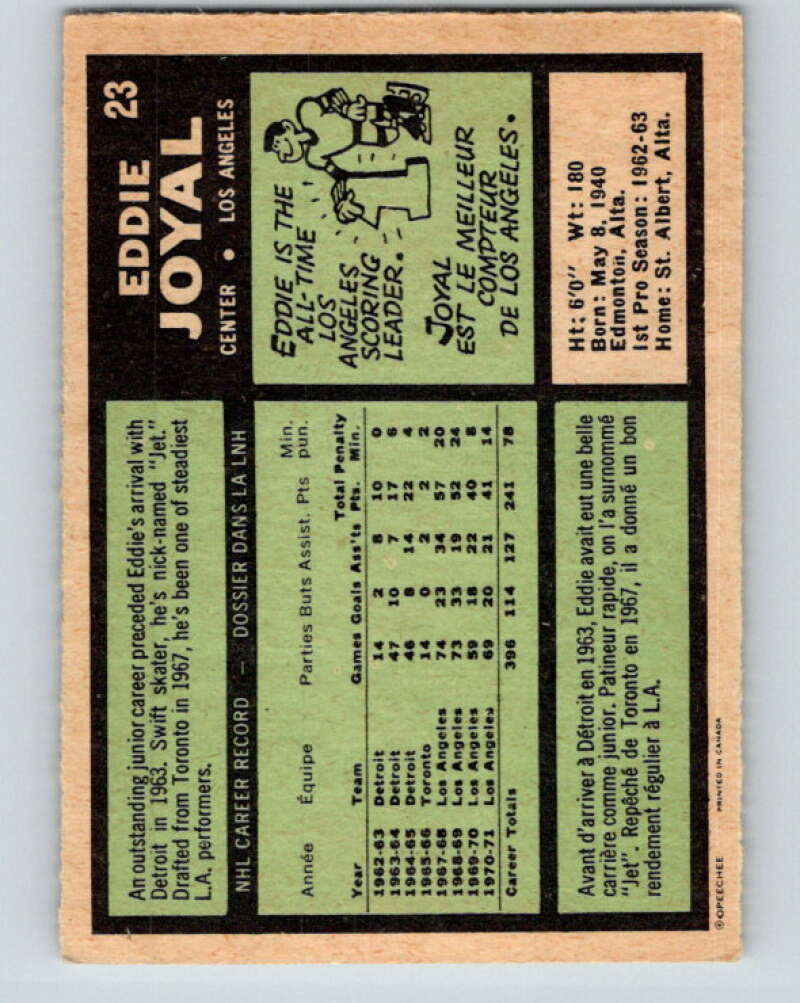 23
EDDIE
JOYAL
CENTER • LOS ANGELES
An outstanding junior career preceded Eddie's arrival with
Detroit in 1963. Swift skater, he's nick-named "Jet."
Drafted from Toronto in 1967, he's been one of steadiest
L.A. performers.
EDDIE IS THE
ALL-TIME
LOS
ANGELES
SCORING
LEADER.
JOYAL
EST LE MEILLEUR
COMPTEUR
DE LOS ANGELES.
1
NHL CAREER RECORD — DOSSIER DANS LA LNH
Année Équipe Parties Buts Assist. Pts Min. pun.
Year Team Games Goals Ass'ts Total Pts. Penalty Min.
1962-63 Detroit 14 2 8 10 0
1963-64 Detroit 47 10 7 17 6
1964-65 Detroit 46 8 14 22 4
1965-66 Toronto 14 0 2 2 2
1967-68 Los Angeles 74 23 34 57 20
1968-69 Los Angeles 73 33 19 52 24
1969-70 Los Angeles 59 18 22 40 8
1970-71 Los Angeles 69 20 21 41 14
Career Totals 396 114 127 241 78
Ht: 6'0" Wt: 180
Born: May 8, 1940
Edmonton, Alta.
1st Pro Season: 1962-63
Home: St. Albert, Alta.
Avant d'arriver à Détroit en 1963, Eddie avait eut une belle
carrière comme junior. Patineur rapide, on l'a surnommé
"Jet". Repêché de Toronto en 1967, il a donné un bon
rendement régulier à L.A.
©OPEECHEE PRINTED IN CANADA